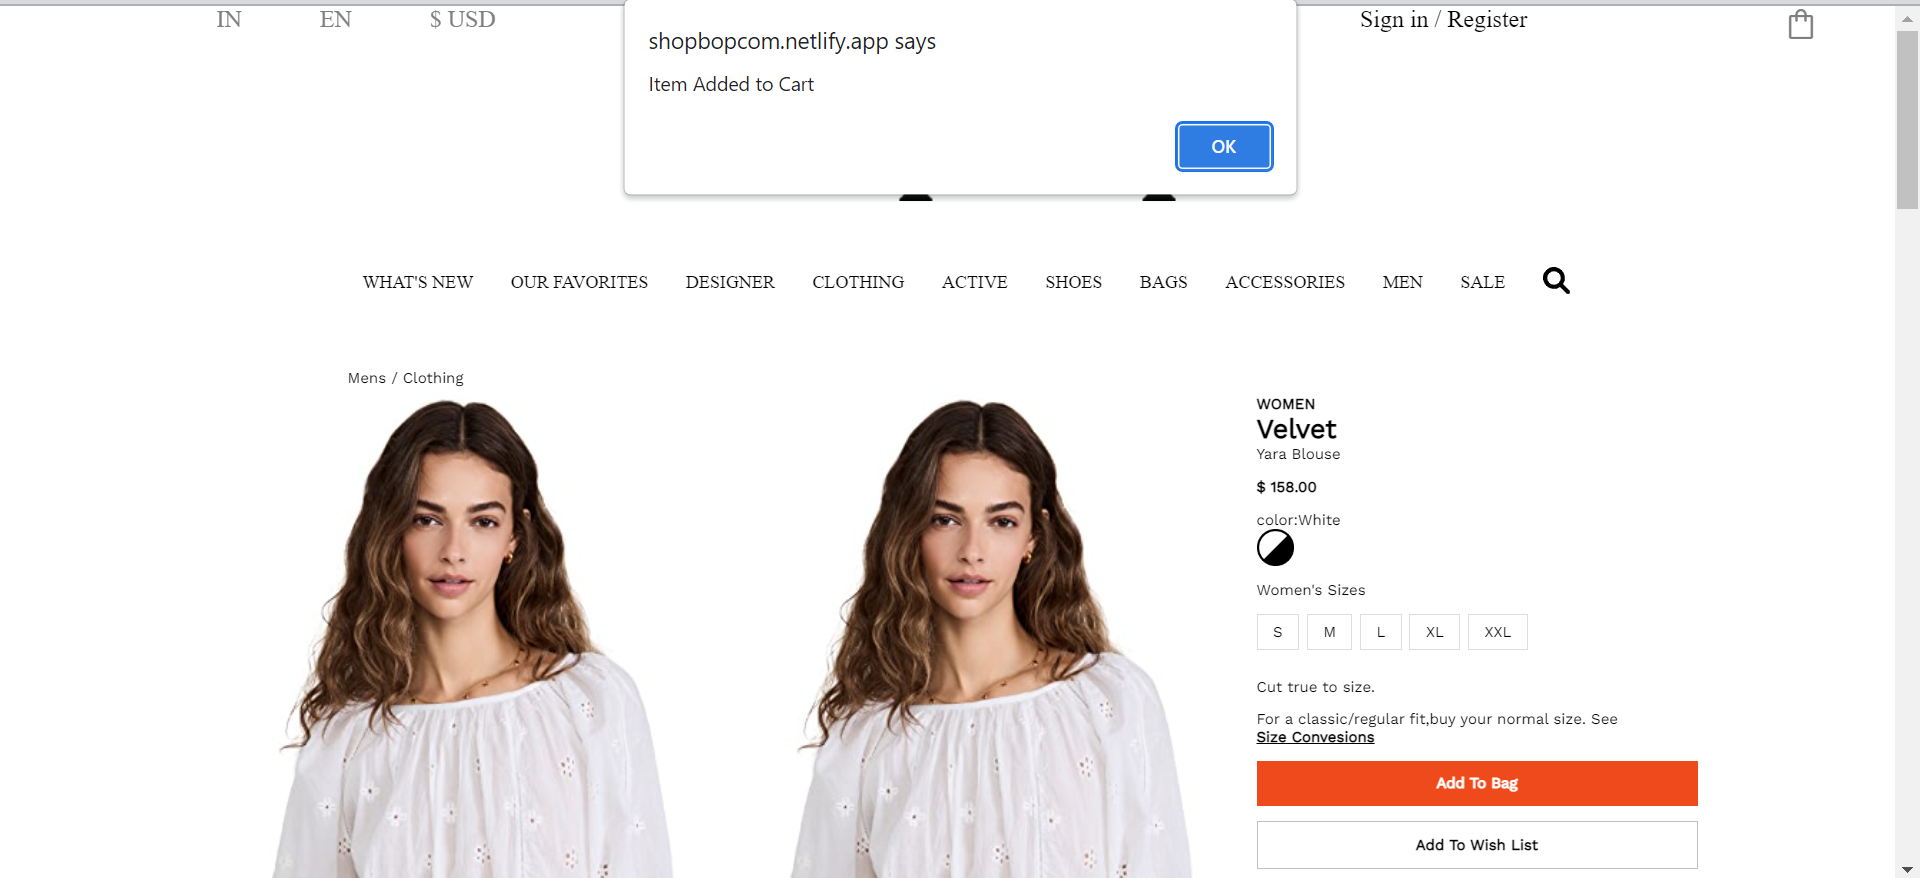 IN EN $ USD
shopbopcom.netlify.app says
Item Added to Cart
OK
Sign in / Register
WHAT'S NEW OUR FAVORITES DESIGNER CLOTHING ACTIVE SHOES BAGS ACCESSORIES MEN SALE
Mens / Clothing
WOMEN
Velvet
Yara Blouse
$ 158.00
color:White
Women's Sizes
S M L XL XXL
Cut true to size.
For a classic/regular fit,buy your normal size. See
Size Convesions
Add To Bag
Add To Wish List